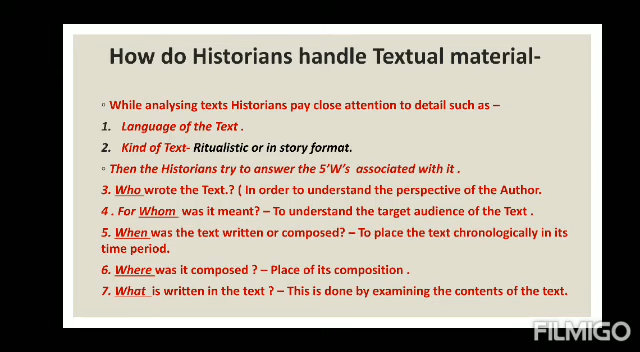 How do Historians handle Textual material-
◦ While analysing texts Historians pay close attention to detail such as –
1. Language of the Text .
2. Kind of Text- Ritualistic or in story format.
◦ Then the Historians try to answer the 5'W's associated with it .
3. Who wrote the Text.? ( In order to understand the perspective of the Author.
4 . For Whom was it meant? – To understand the target audience of the Text .
5. When was the text written or composed? – To place the text chronologically in its
time period.
6. Where was it composed ? – Place of its composition .
7. What is written in the text ? – This is done by examining the contents of the text.
FILMIGO